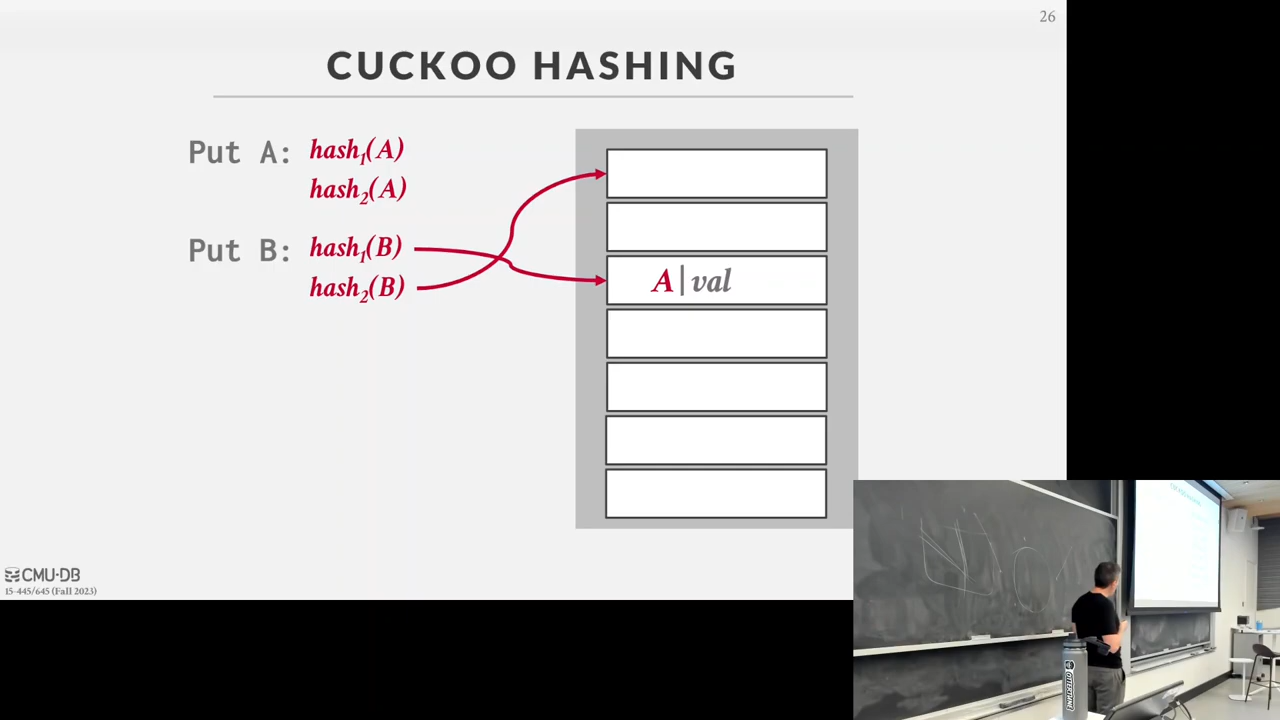 26
CUCKOO HASHING
Put A: hash₁(A)
hash₂(A)
Put B: hash₁(B)
hash₂(B)
A|val
CMU·DB
15-445/645 (Fall 2023)